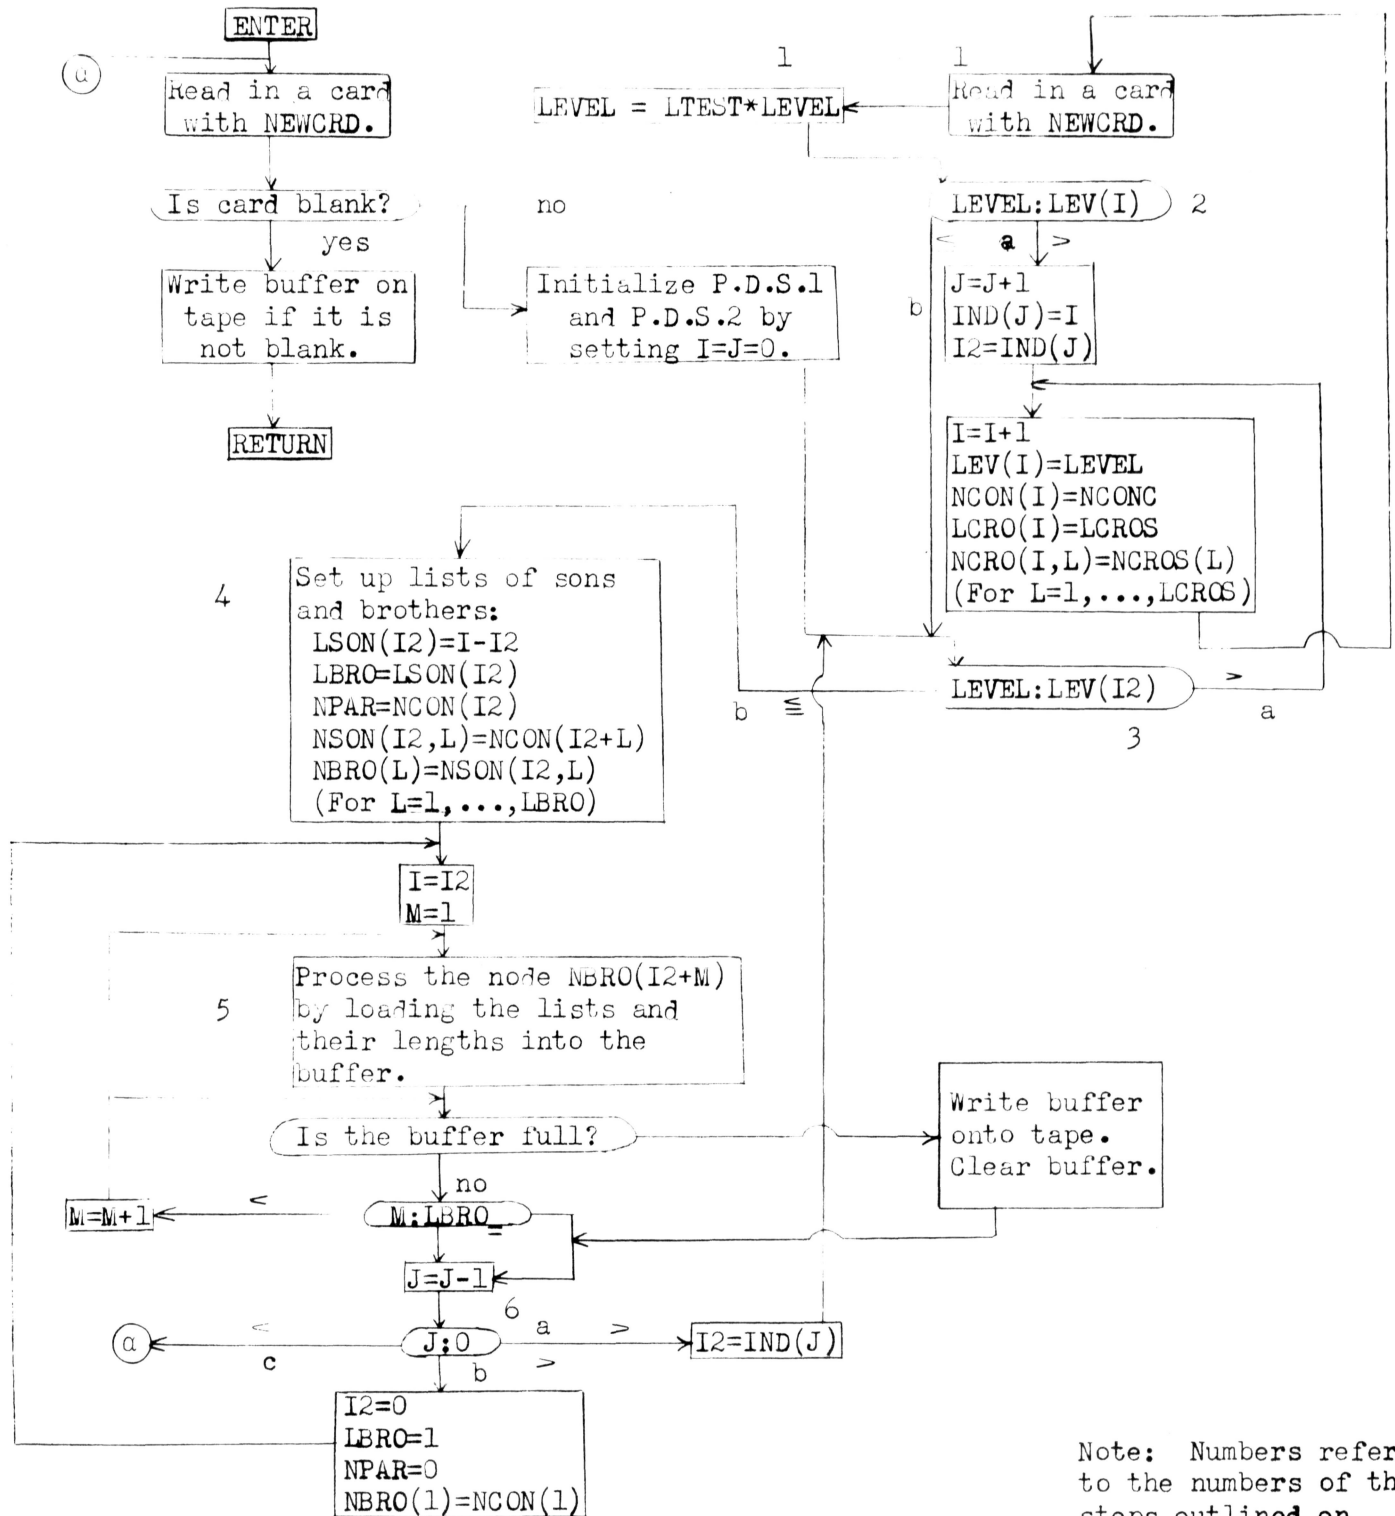 ENTER
a
Read in a card
with NEWCRD.
Is card blank?
yes
no
Write buffer on
tape if it is
not blank.
RETURN
Initialize P.D.S.1
and P.D.S.2 by
setting I=J=0.
1
1
LEVEL = LTEST*LEVEL
Read in a card
with NEWCRD.
LEVEL:LEV(I)
2
<
a
>
b
J=J+1
IND(J)=I
I2=IND(J)
I=I+1
LEV(I)=LEVEL
NCON(I)=NCONC
LCRO(I)=LCROS
NCRO(I,L)=NCROS(L)
(For L=1,...,LCROS)
LEVEL:LEV(I2)
>
a
b
≤
3
4
Set up lists of sons
and brothers:
LSON(I2)=I-I2
LBRO=LSON(I2)
NPAR=NCON(I2)
NSON(I2,L)=NCON(I2+L)
NBRO(L)=NSON(I2,L)
(For L=1,...,LBRO)
I=I2
M=1
5
Process the node NBRO(I2+M)
by loading the lists and
their lengths into the
buffer.
Is the buffer full?
Write buffer
onto tape.
Clear buffer.
no
M=M+1
<
M:LBRO
=
J=J-1
6
a
<
c
J:0
a
>
b
>
I2=IND(J)
I2=0
LBRO=1
NPAR=0
NBRO(1)=NCON(1)
Note: Numbers refer
to the numbers of th
steps outlined on